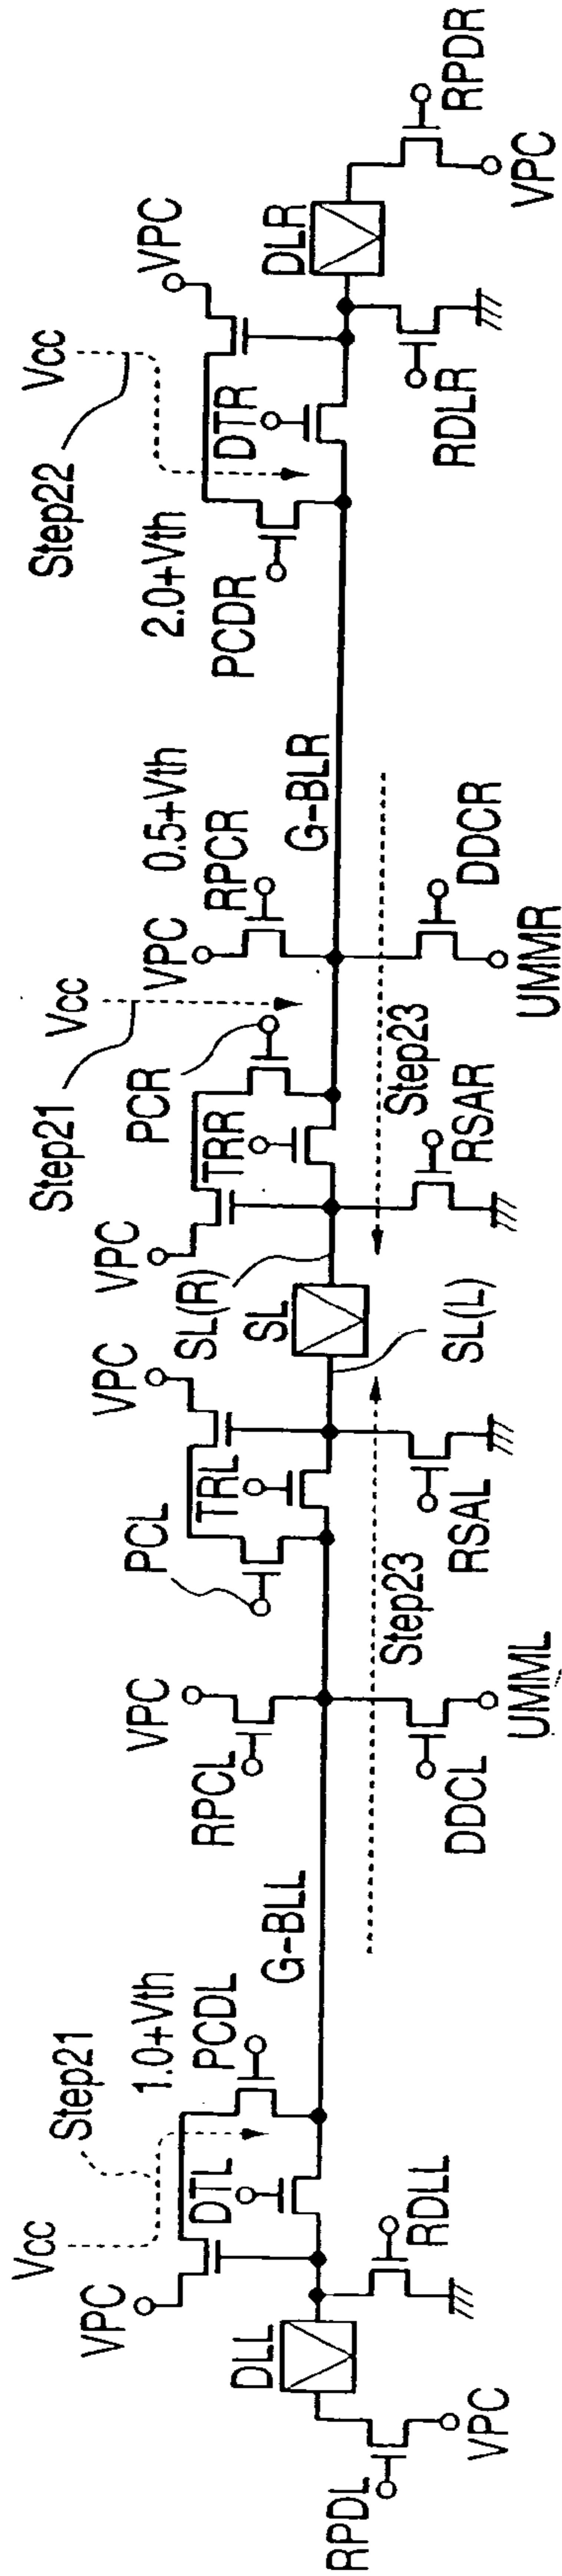 RPDL
VPC
DLL
VPC
Vcc
Step21
RDLL
DTL
1.0+Vth
PCDL
G-BLL
RPCL
VPC
DDCL
UMML
Step23
PCL
TRL
VPC
RSAL
SL(L)
SL
SL(R)
VPC
TRR
PCR
Step21
Vcc
RSAR
Step23
VPC
RPCR
0.5+Vth
DDCR
UMMR
G-BLR
PCDR
2.0+Vth
Step22
Vcc
DTR
VPC
RDLR
DLR
RPDR
VPC